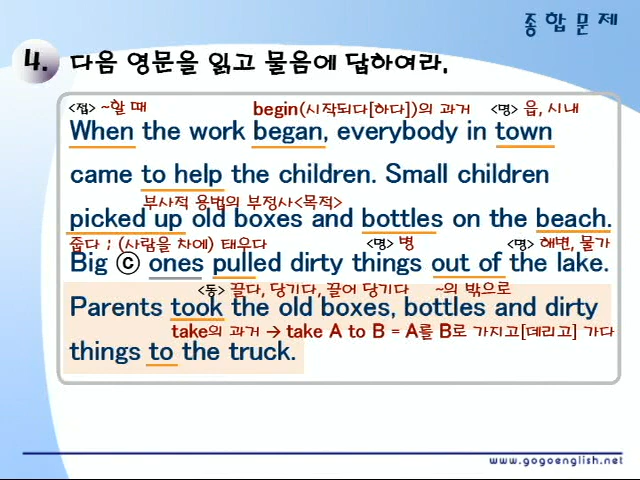 종합문제
4. 다음 영문을 읽고 물음에 답하여라.
<접> ~할 때 begin(시작되다[하다])의 과거 <명> 읍, 시내
When the work began, everybody in town
came to help the children. Small children
부사적 용법의 부정사<목적>
picked up old boxes and bottles on the beach.
줍다 ; (사람을 차에) 태우다 <명> 병 <명> 해변, 물가
Big ⓒ ones pulled dirty things out of the lake.
<동> 끌다, 당기다, 끌어 당기다 ~의 밖으로
Parents took the old boxes, bottles and dirty
take의 과거 → take A to B = A를 B로 가지고[데리고] 가다
things to the truck.
www.gogoenglish.net